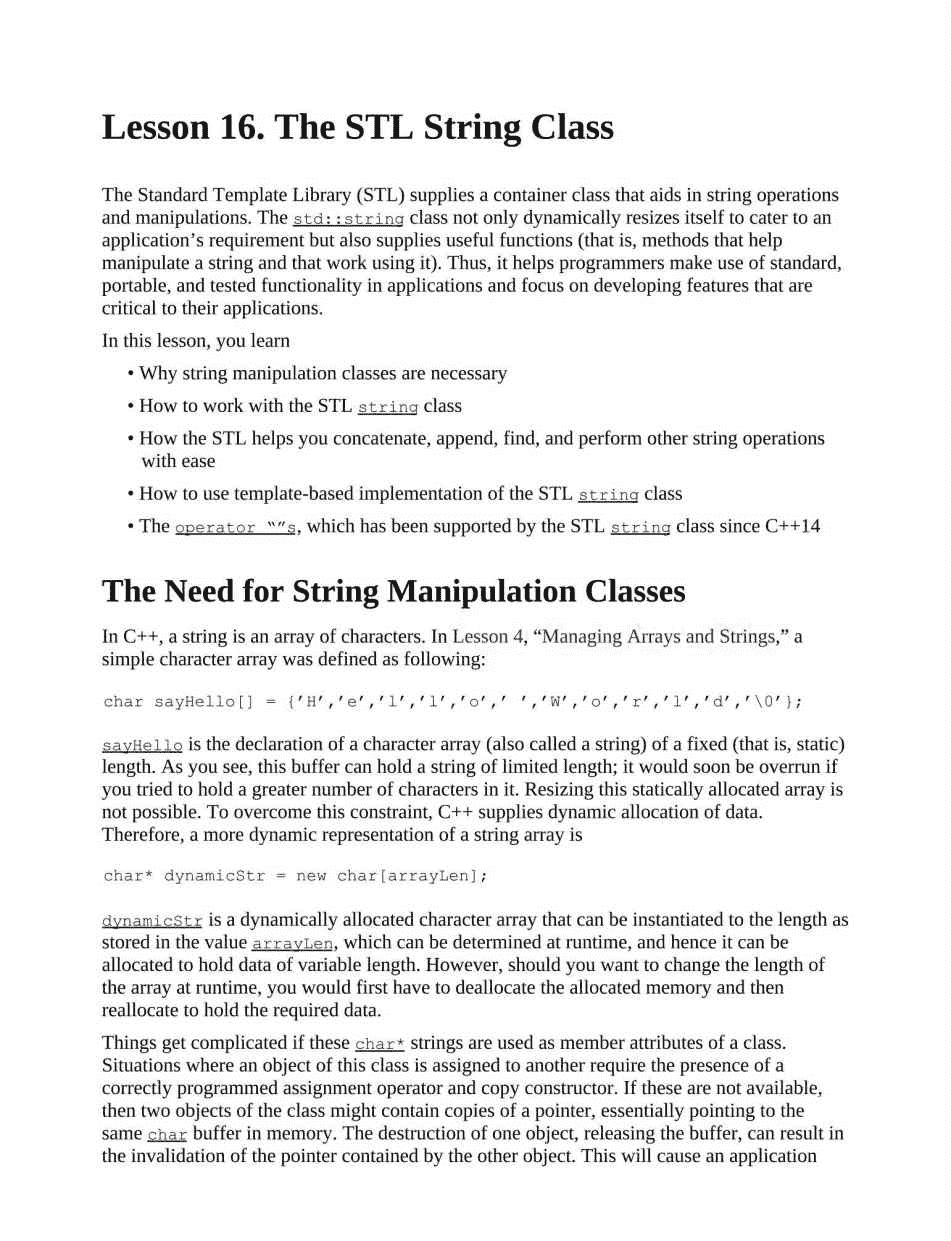 Lesson 16. The STL String Class
The Standard Template Library (STL) supplies a container class that aids in string operations
and manipulations. The std::string class not only dynamically resizes itself to cater to an
application’s requirement but also supplies useful functions (that is, methods that help
manipulate a string and that work using it). Thus, it helps programmers make use of standard,
portable, and tested functionality in applications and focus on developing features that are
critical to their applications.
In this lesson, you learn
• Why string manipulation classes are necessary
• How to work with the STL string class
• How the STL helps you concatenate, append, find, and perform other string operations
with ease
• How to use template-based implementation of the STL string class
• The operator “”s, which has been supported by the STL string class since C++14
The Need for String Manipulation Classes
In C++, a string is an array of characters. In Lesson 4, “Managing Arrays and Strings,” a
simple character array was defined as following:
char sayHello[] = {’H’,’e’,’l’,’l’,’o’,’ ’,’W’,’o’,’r’,’l’,’d’,’\0’};
sayHello is the declaration of a character array (also called a string) of a fixed (that is, static)
length. As you see, this buffer can hold a string of limited length; it would soon be overrun if
you tried to hold a greater number of characters in it. Resizing this statically allocated array is
not possible. To overcome this constraint, C++ supplies dynamic allocation of data.
Therefore, a more dynamic representation of a string array is
char* dynamicStr = new char[arrayLen];
dynamicStr is a dynamically allocated character array that can be instantiated to the length as
stored in the value arrayLen, which can be determined at runtime, and hence it can be
allocated to hold data of variable length. However, should you want to change the length of
the array at runtime, you would first have to deallocate the allocated memory and then
reallocate to hold the required data.
Things get complicated if these char* strings are used as member attributes of a class.
Situations where an object of this class is assigned to another require the presence of a
correctly programmed assignment operator and copy constructor. If these are not available,
then two objects of the class might contain copies of a pointer, essentially pointing to the
same char buffer in memory. The destruction of one object, releasing the buffer, can result in
the invalidation of the pointer contained by the other object. This will cause an application